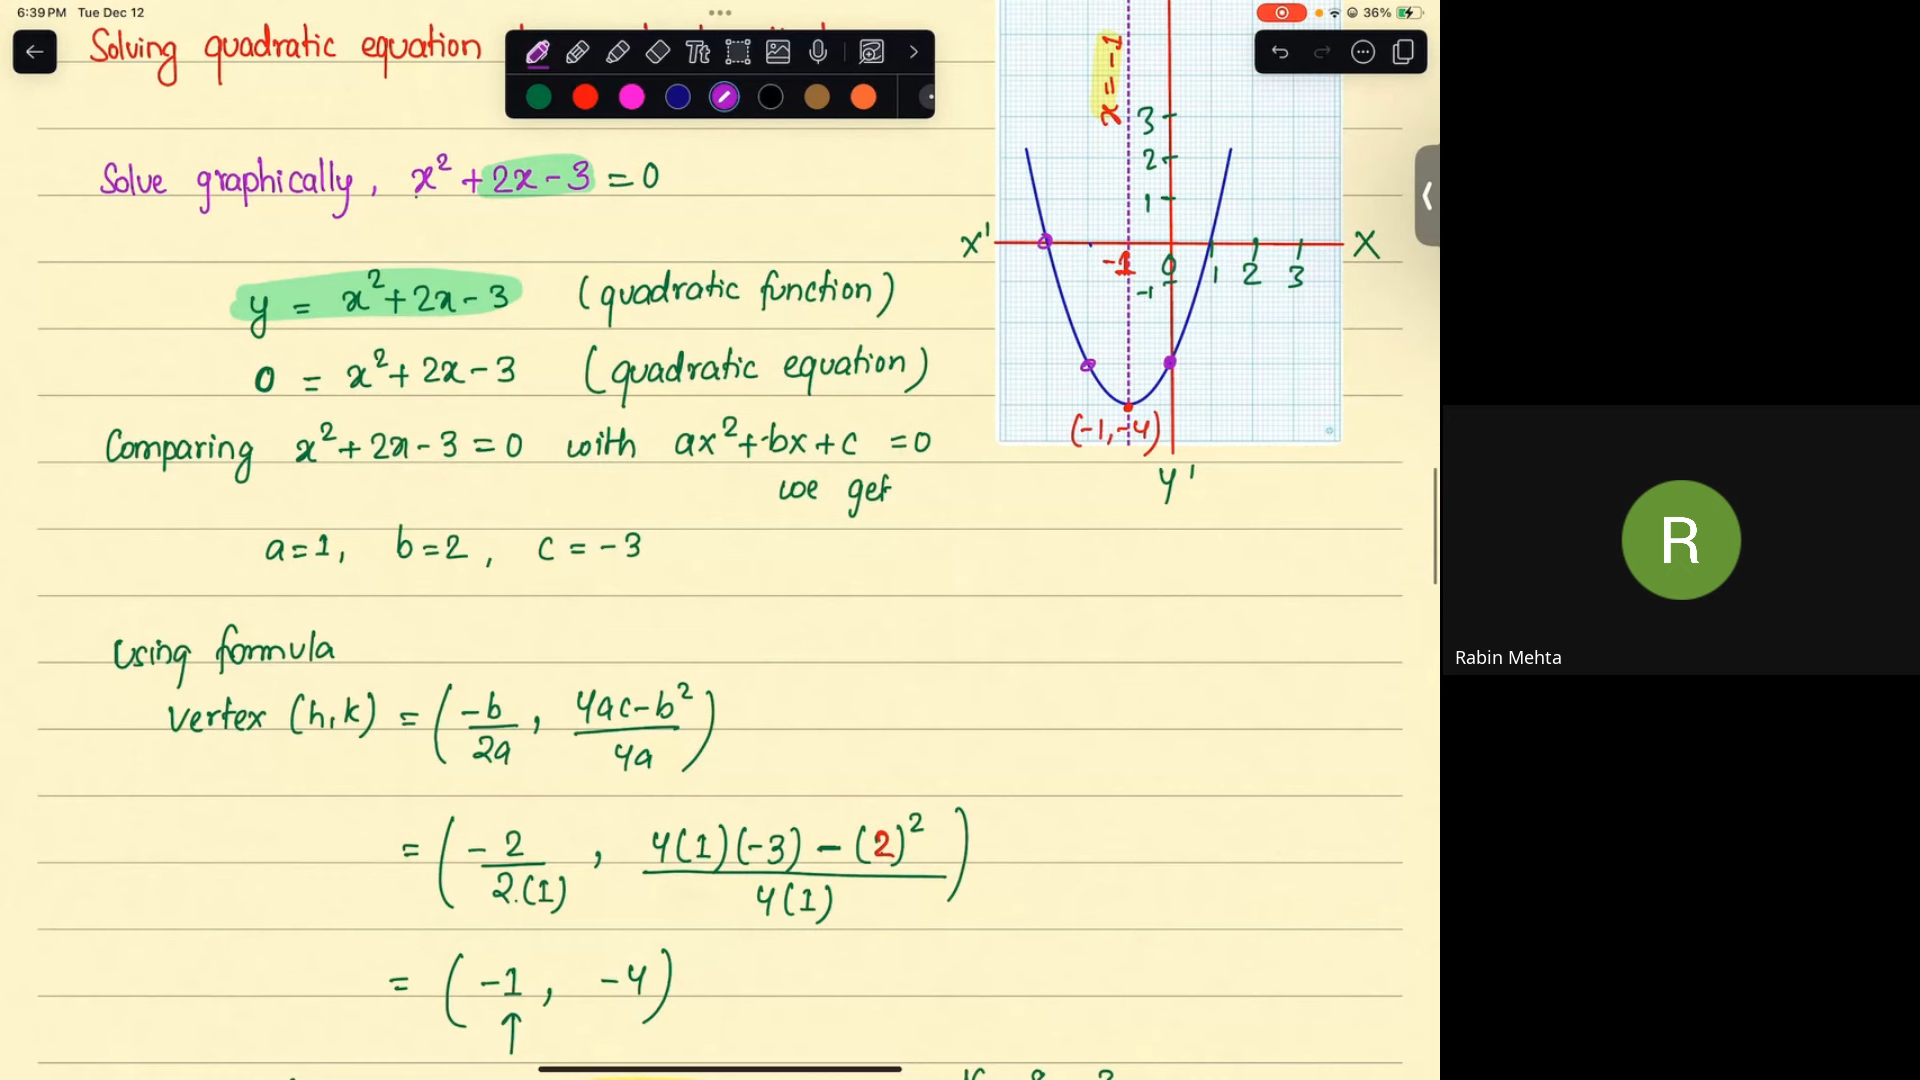 6:39 PM Tue Dec 12
36%
Solving quadratic equation
Tt
Solve graphically, x² + 2x - 3 = 0
y = x² + 2x - 3 (quadratic function)
0 = x² + 2x - 3 (quadratic equation)
Comparing x² + 2x - 3 = 0 with ax² + bx + c = 0
we get
a = 1, b = 2, c = -3
Using formula
Vertex (h, k) = (-b/2a, 4ac-b²/4a)
= (-2/2.(1), 4(1)(-3) - (2)²/4(1))
= (-1, -4)
↑
x = -1
3
2
1
X' -1 0 1 2 3 X
-1
(-1, -4)
Y'
R
Rabin Mehta